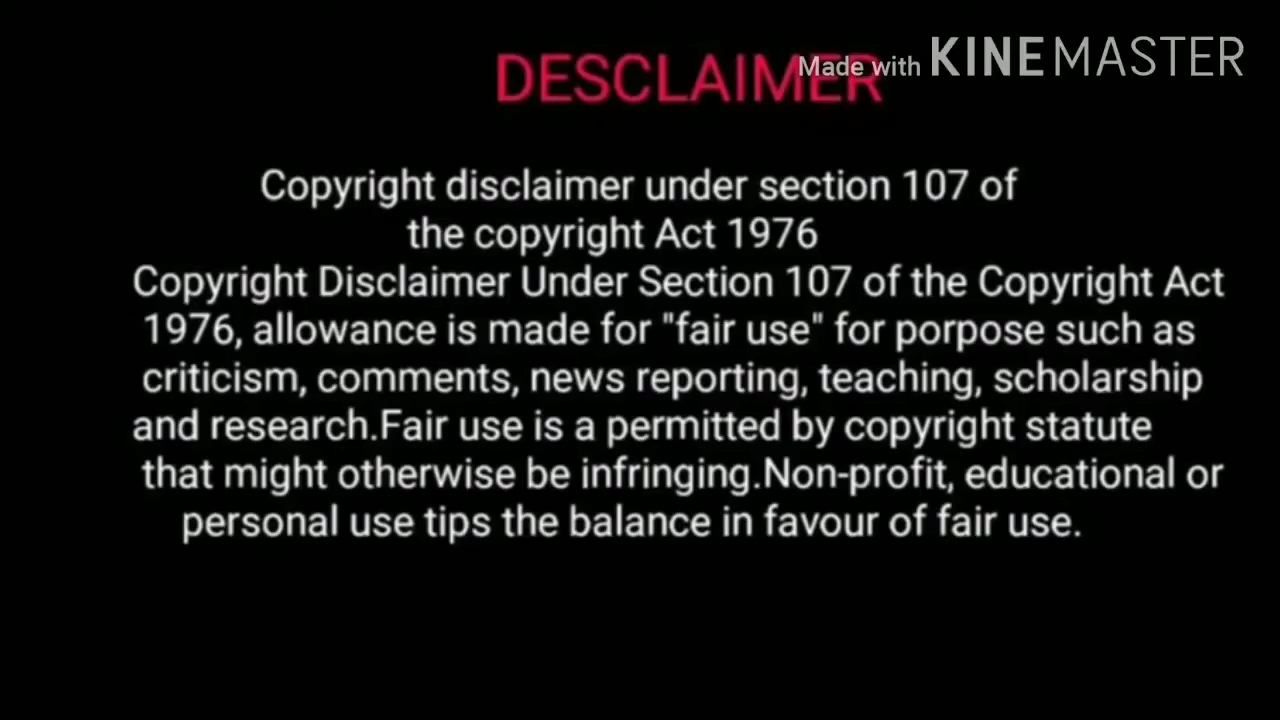 DESCLAIMER
Made with KINEMASTER
Copyright disclaimer under section 107 of
the copyright Act 1976
Copyright Disclaimer Under Section 107 of the Copyright Act
1976, allowance is made for "fair use" for porpose such as
criticism, comments, news reporting, teaching, scholarship
and research.Fair use is a permitted by copyright statute
that might otherwise be infringing.Non-profit, educational or
personal use tips the balance in favour of fair use.